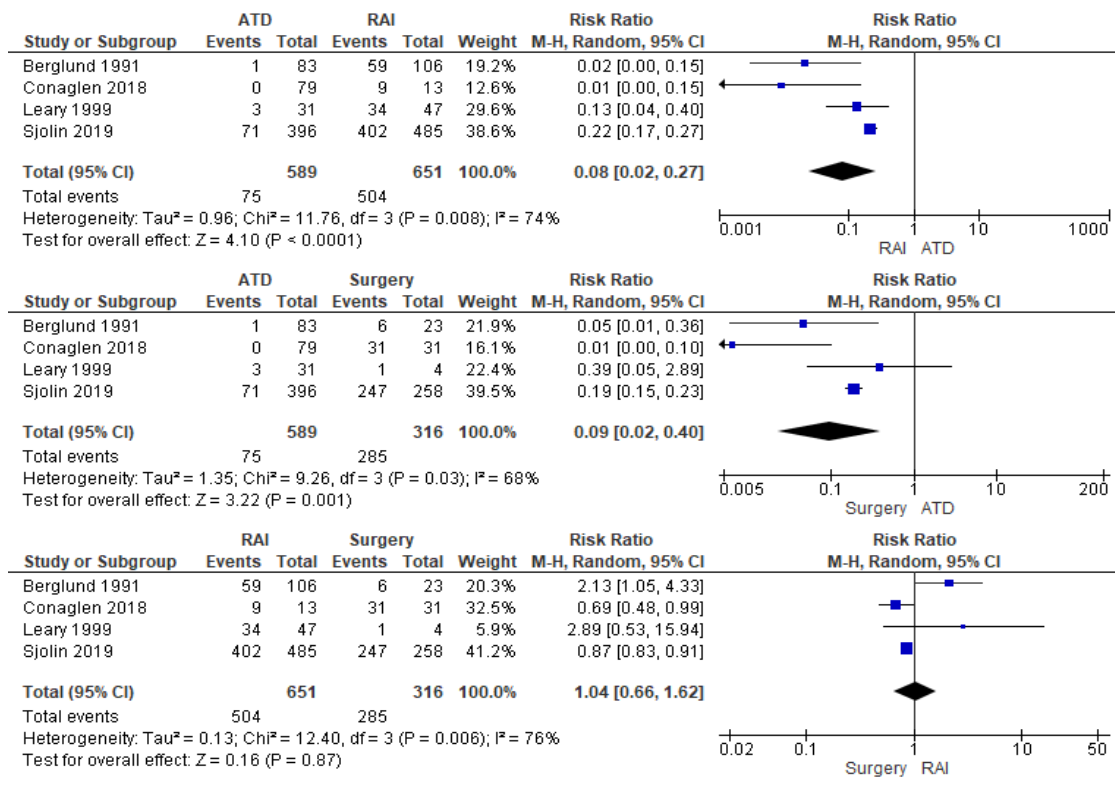 ATD RAI Risk Ratio Risk Ratio
Study or Subgroup Events Total Events Total Weight M-H, Random, 95% CI M-H, Random, 95% CI
Berglund 1991 1 83 59 106 19.2% 0.02 [0.00, 0.15]
Conaglen 2018 0 79 9 13 12.6% 0.01 [0.00, 0.15]
Leary 1999 3 31 34 47 29.6% 0.13 [0.04, 0.40]
Sjolin 2019 71 396 402 485 38.6% 0.22 [0.17, 0.27]
Total (95% CI) 589 651 100.0% 0.08 [0.02, 0.27]
Total events 75 504
Heterogeneity: Tau² = 0.96; Chi² = 11.76, df = 3 (P = 0.008); I² = 74%
Test for overall effect: Z = 4.10 (P < 0.0001)
0.001 0.1 1 10 1000
RAI ATD
ATD Surgery Risk Ratio Risk Ratio
Study or Subgroup Events Total Events Total Weight M-H, Random, 95% CI M-H, Random, 95% CI
Berglund 1991 1 83 6 23 21.9% 0.05 [0.01, 0.36]
Conaglen 2018 0 79 31 31 16.1% 0.01 [0.00, 0.10]
Leary 1999 3 31 1 4 22.4% 0.39 [0.05, 2.89]
Sjolin 2019 71 396 247 258 39.5% 0.19 [0.15, 0.23]
Total (95% CI) 589 316 100.0% 0.09 [0.02, 0.40]
Total events 75 285
Heterogeneity: Tau² = 1.35; Chi² = 9.26, df = 3 (P = 0.03); I² = 68%
Test for overall effect: Z = 3.22 (P = 0.001)
0.005 0.1 1 10 200
Surgery ATD
RAI Surgery Risk Ratio Risk Ratio
Study or Subgroup Events Total Events Total Weight M-H, Random, 95% CI M-H, Random, 95% CI
Berglund 1991 59 106 6 23 20.3% 2.13 [1.05, 4.33]
Conaglen 2018 9 13 31 31 32.5% 0.69 [0.48, 0.99]
Leary 1999 34 47 1 4 5.9% 2.89 [0.53, 15.94]
Sjolin 2019 402 485 247 258 41.2% 0.87 [0.83, 0.91]
Total (95% CI) 651 316 100.0% 1.04 [0.66, 1.62]
Total events 504 285
Heterogeneity: Tau² = 0.13; Chi² = 12.40, df = 3 (P = 0.006); I² = 76%
Test for overall effect: Z = 0.16 (P = 0.87)
0.02 0.1 1 10 50
Surgery RAI